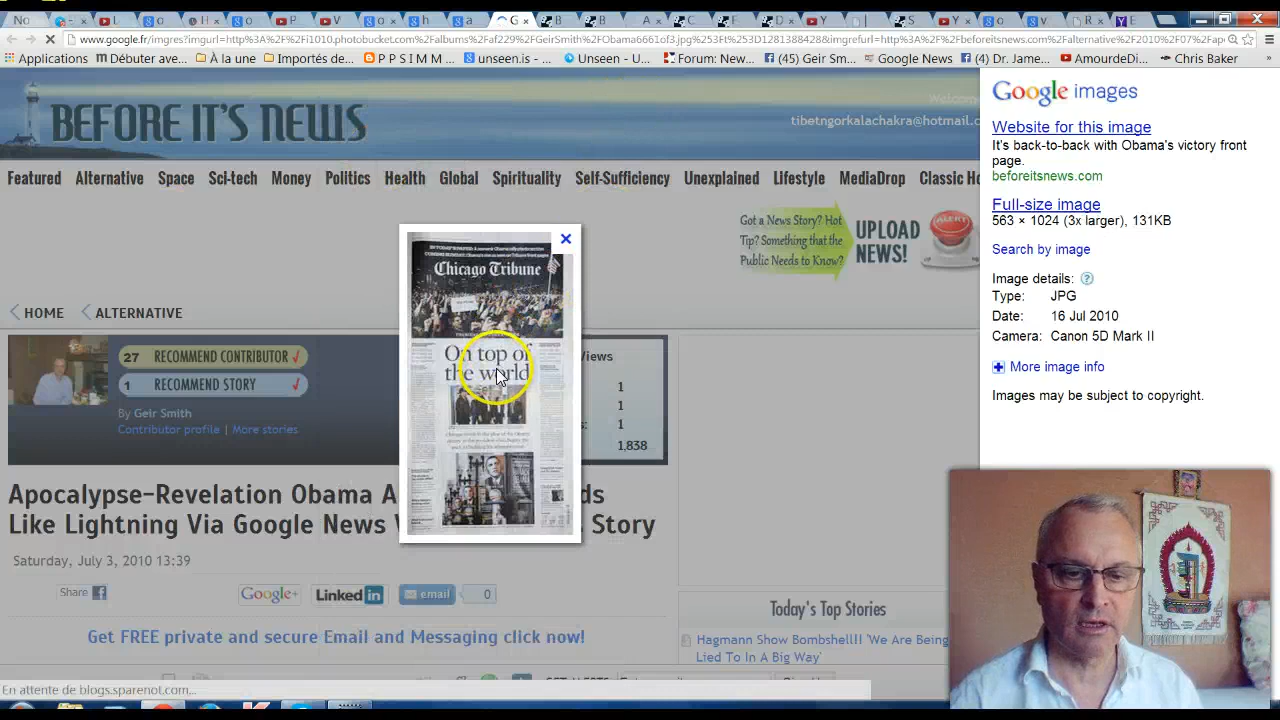 No
www.google.fr/imgres?imgurl=http%3A%2F%2Fi1010.photobucket.com%2Falbums%2Faf229%2FGeirSmith%2FObama6661of3.jpg%253Ft%253D1281388428&imgrefurl=http%3A%2F%2Fbeforeitsnews.com%2Falternative%2F2010%2F07%2Fapo
Applications
Débuter ave...
À la une
Importés de...
P P S I M M...
unseen.is -
Unseen - U...
Forum: New...
(45) Geir Sm...
Google News
(4) Dr. Jame...
AmourdeDi...
Chris Baker
BEFORE IT'S NEWS
Welcome
tibetngorkalachakra@hotmail.c
Featured Alternative Space Sci-tech Money Politics Health Global Spirituality Self-Sufficiency Unexplained Lifestyle MediaDrop Classic Ho
Got a News Story? Hot
Tip? Something that the
Public Needs to Know?
UPLOAD
NEWS!
ALERT!
HOME ALTERNATIVE
27 RECOMMEND CONTRIBUTOR
1 RECOMMEND STORY
By Geir Smith
Contributor profile | More stories
Views
1
1
1
1,838
Chicago Tribune
On top of
the world
Apocalypse-Revelation Obama A ds
Like Lightning Via Google News Story
Saturday, July 3, 2010 13:39
Share
Google+
Linked in
email
0
Get FREE private and secure Email and Messaging click now!
Today's Top Stories
Hagmann Show Bombshell!! 'We Are Being
Lied To In A Big Way'
En attente de blogs.sparenot.com...
Google images
Website for this image
It's back-to-back with Obama's victory front
page.
beforeitsnews.com
Full-size image
563 × 1024 (3x larger), 131KB
Search by image
Image details: ?
Type: JPG
Date: 16 Jul 2010
Camera: Canon 5D Mark II
More image info
Images may be subject to copyright.